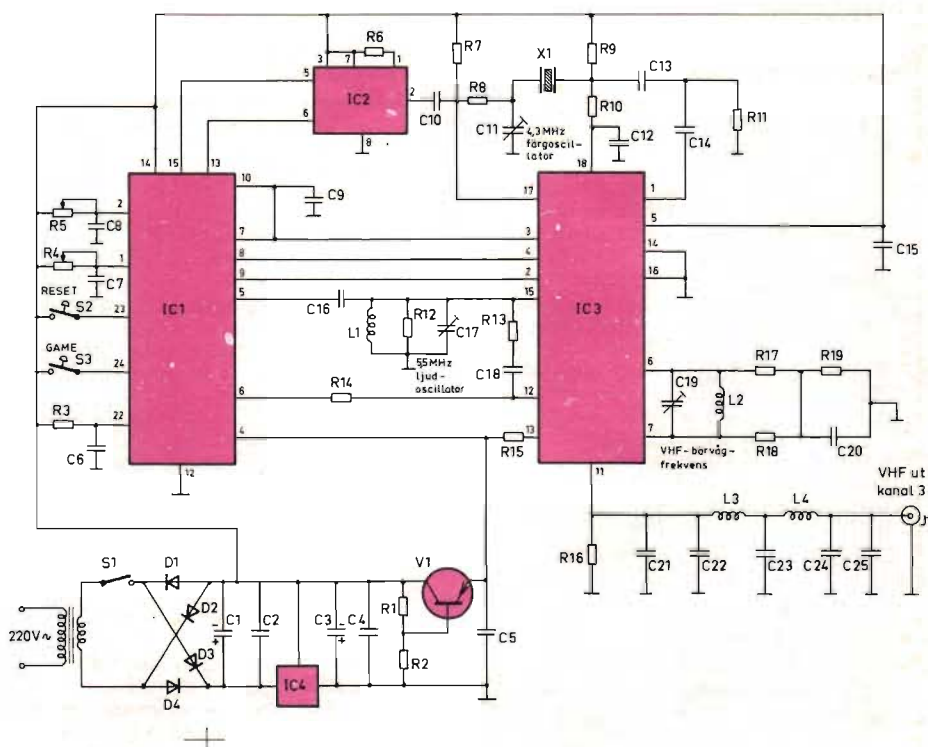 R6
3 7 1
5
IC2
2
6
8
C10
R7
R8
X1
R9
C13
C11
4,3MHz
färgoscil-
lator
R10
C12
C14
R11
14 15 13
10
C9
18
17
1
2
R5
C8
7
3
5
R4
1
C7
8
4
14
9
2
16
C15
RESET
S2
23
IC1
5
C16
15
IC3
GAME
S3
24
L1
R12
C17
R13
5,5MHz
ljud-
oscillator
C18
6
R14
12
6
C19
L2
R17
R19
R3
22
C6
4
R15
13
7
R18
C20
12
11
VHF-bärvåg-
frekvens
VHF ut
kanal 3
L3
L4
J1
R16
C21
C22
C23
C24
C25
S1
D1
V1
220V~
D2
D3
D4
C1
-
+
C2
C3
-
+
C4
R1
R2
C5
IC4